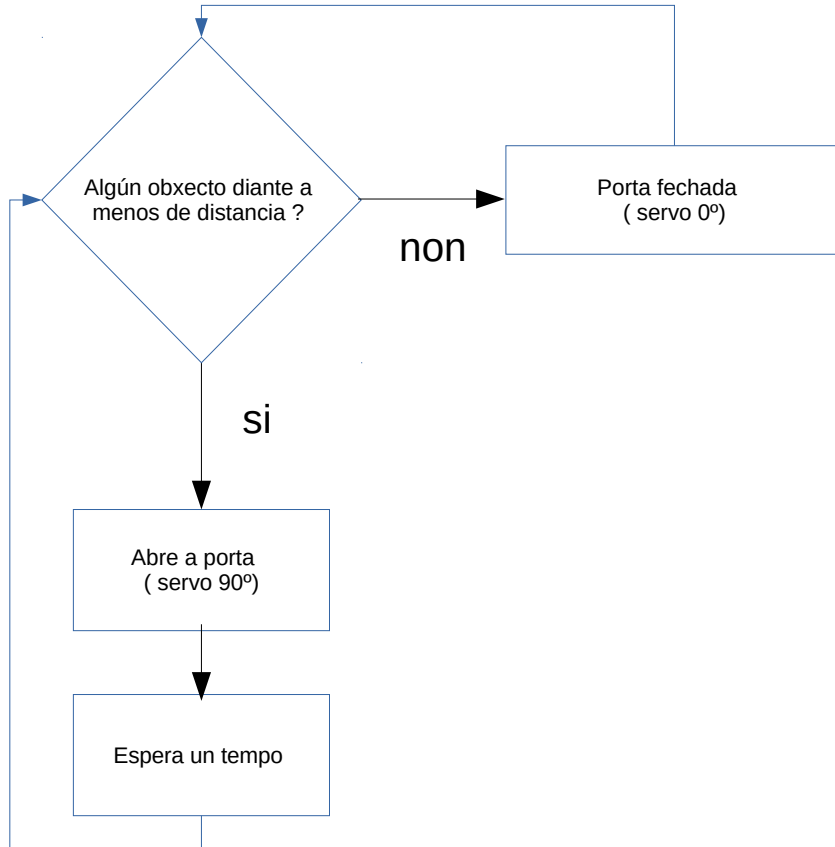 Algún obxecto diante a
menos de distancia ?
non
Porta fechada
( servo 0º)
si
Abre a porta
( servo 90º)
Espera un tempo